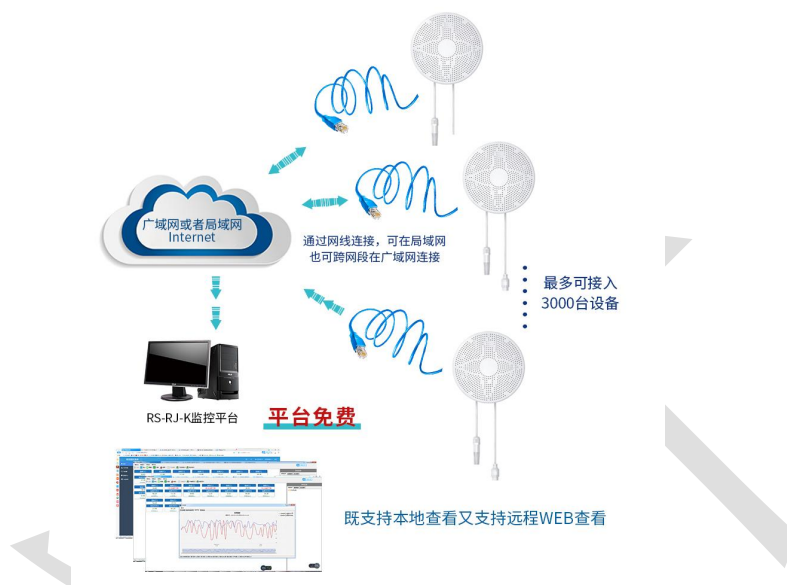 广域网或者局域网
Internet
通过网线连接，可在局域网
也可跨网段在广域网连接
最多可接入
3000台设备
RS-RJ-K监控平台
平台免费
既支持本地查看又支持远程WEB查看